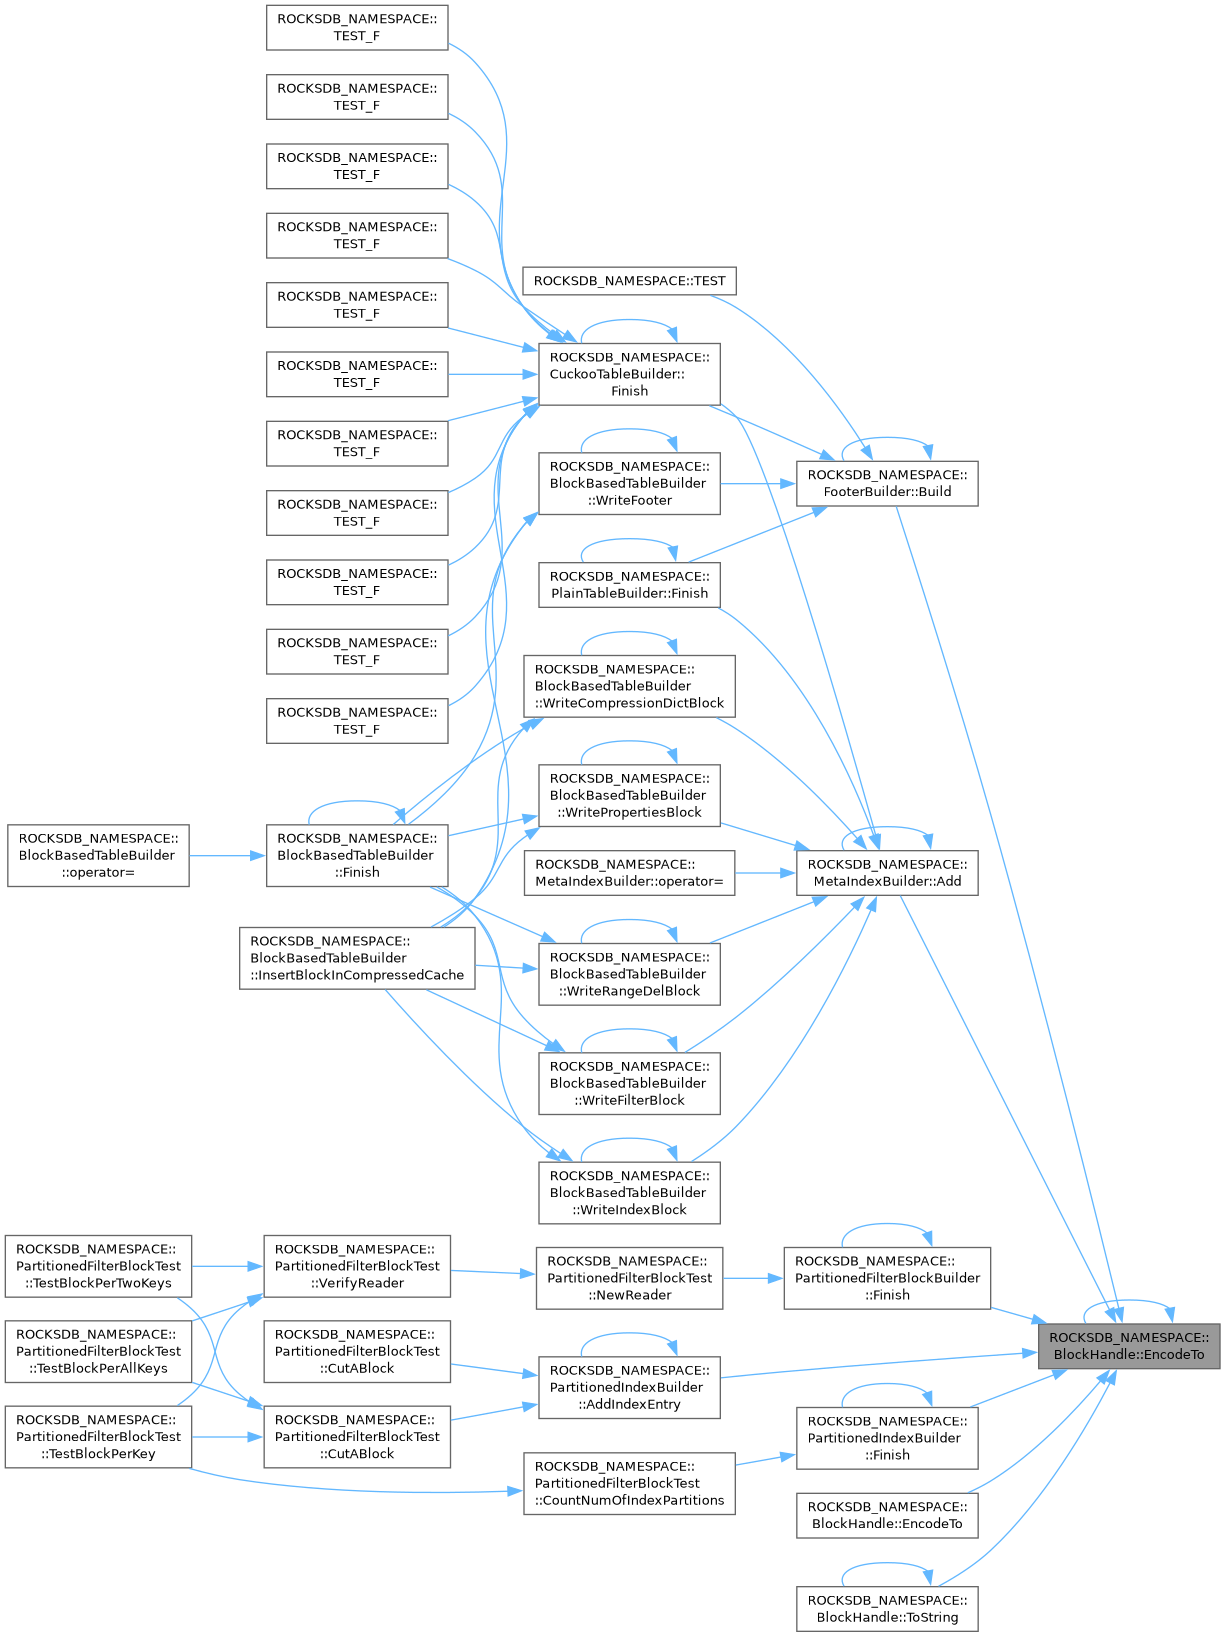 ROCKSDB_NAMESPACE::
TEST_F
ROCKSDB_NAMESPACE::
TEST_F
ROCKSDB_NAMESPACE::
TEST_F
ROCKSDB_NAMESPACE::
TEST_F
ROCKSDB_NAMESPACE::
TEST_F
ROCKSDB_NAMESPACE::
TEST_F
ROCKSDB_NAMESPACE::
TEST_F
ROCKSDB_NAMESPACE::
TEST_F
ROCKSDB_NAMESPACE::
TEST_F
ROCKSDB_NAMESPACE::
TEST_F
ROCKSDB_NAMESPACE::
TEST_F
ROCKSDB_NAMESPACE::TEST
ROCKSDB_NAMESPACE::
CuckooTableBuilder::
Finish
ROCKSDB_NAMESPACE::
BlockBasedTableBuilder
::WriteFooter
ROCKSDB_NAMESPACE::
FooterBuilder::Build
ROCKSDB_NAMESPACE::
PlainTableBuilder::Finish
ROCKSDB_NAMESPACE::
BlockBasedTableBuilder
::WriteCompressionDictBlock
ROCKSDB_NAMESPACE::
BlockBasedTableBuilder
::WritePropertiesBlock
ROCKSDB_NAMESPACE::
BlockBasedTableBuilder
::operator=
ROCKSDB_NAMESPACE::
BlockBasedTableBuilder
::Finish
ROCKSDB_NAMESPACE::
MetaIndexBuilder::operator=
ROCKSDB_NAMESPACE::
MetaIndexBuilder::Add
ROCKSDB_NAMESPACE::
BlockBasedTableBuilder
::InsertBlockInCompressedCache
ROCKSDB_NAMESPACE::
BlockBasedTableBuilder
::WriteRangeDelBlock
ROCKSDB_NAMESPACE::
BlockBasedTableBuilder
::WriteFilterBlock
ROCKSDB_NAMESPACE::
BlockBasedTableBuilder
::WriteIndexBlock
ROCKSDB_NAMESPACE::
PartitionedFilterBlockTest
::TestBlockPerTwoKeys
ROCKSDB_NAMESPACE::
PartitionedFilterBlockTest
::VerifyReader
ROCKSDB_NAMESPACE::
PartitionedFilterBlockTest
::NewReader
ROCKSDB_NAMESPACE::
PartitionedFilterBlockBuilder
::Finish
ROCKSDB_NAMESPACE::
PartitionedFilterBlockTest
::TestBlockPerAllKeys
ROCKSDB_NAMESPACE::
PartitionedFilterBlockTest
::CutABlock
ROCKSDB_NAMESPACE::
BlockHandle::EncodeTo
ROCKSDB_NAMESPACE::
PartitionedIndexBuilder
::AddIndexEntry
ROCKSDB_NAMESPACE::
PartitionedFilterBlockTest
::TestBlockPerKey
ROCKSDB_NAMESPACE::
PartitionedFilterBlockTest
::CutABlock
ROCKSDB_NAMESPACE::
PartitionedIndexBuilder
::Finish
ROCKSDB_NAMESPACE::
PartitionedFilterBlockTest
::CountNumOfIndexPartitions
ROCKSDB_NAMESPACE::
BlockHandle::EncodeTo
ROCKSDB_NAMESPACE::
BlockHandle::ToString